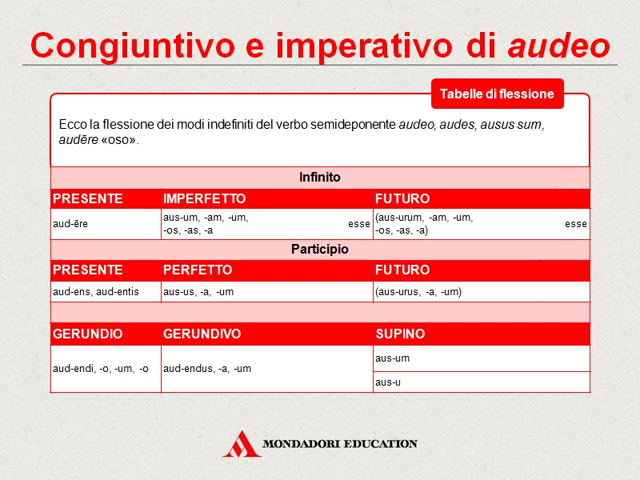 Congiuntivo e imperativo di audeo
Tabelle di flessione
Ecco la flessione dei modi indefiniti del verbo semideponente audeo, audes, ausus sum,
audēre «oso».
Infinito
PRESENTE IMPERFETTO FUTURO
aud-ēre aus-um, -am, -um, esse (aus-urum, -am, -um, esse
-os, -as, -a -os, -as, -a)
Participio
PRESENTE PERFETTO FUTURO
aud-ens, aud-entis aus-us, -a, -um (aus-urus, -a, -um)
GERUNDIO GERUNDIVO SUPINO
aud-endi, -o, -um, -o aud-endus, -a, -um aus-um
aus-u
MONDADORI EDUCATION